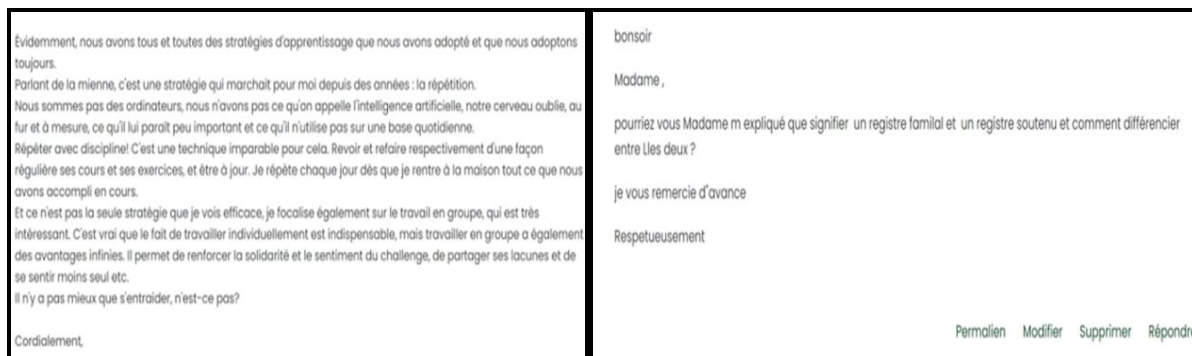 Évidemment, nous avons tous et toutes des stratégies d'apprentissage que nous avons adopté et que nous adoptons
toujours.
Parlant de la mienne, c'est une stratégie qui marchait pour moi depuis des années : la répétition.
Nous sommes pas des ordinateurs, nous n'avons pas ce qu'on appelle l'intelligence artificielle, notre cerveau oublie, au
fur et à mesure, ce qu'il lui paraît peu important et ce qu'il n'utilise pas sur une base quotidienne.
Répéter avec discipline! C'est une technique imparable pour cela. Revoir et refaire respectivement d'une façon
régulière ses cours et ses exercices, et être à jour. Je répète chaque jour dès que je rentre à la maison tout ce que nous
avons accompli en cours.
Et ce n'est pas la seule stratégie que je vois efficace, je focalise également sur le travail en groupe, qui est très
intéressant. C'est vrai que le fait de travailler individuellement est indispensable, mais travailler en groupe a également
des avantages infinies. Il permet de renforcer la solidarité et le sentiment du challenge, de partager ses lacunes et de
se sentir moins seul etc.
Il n'y a pas mieux que s'entraider, n'est-ce pas?
Cordialement,
bonsoir
Madame ,
pourriez vous Madame m expliqué que signifier un registre familal et un registre soutenu et comment différencier
entre Lles deux ?
je vous remercie d'avance
Respetueusement
Permalien Modifier Supprimer Répondre